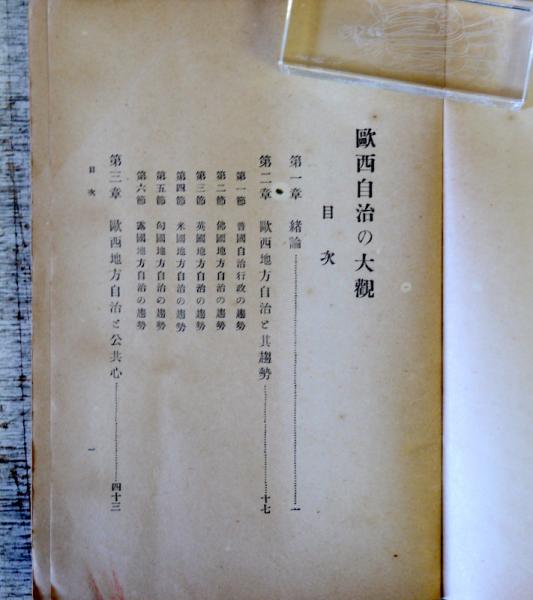 歐西自治の大觀
目次
第一章 緒論 一
第二章 歐西地方自治と其趨勢 十七
第一節 普國自治行政の趨勢
第二節 佛國地方自治の趨勢
第三節 英國地方自治の趨勢
第四節 米國地方自治の趨勢
第五節 匈國地方自治の趨勢
第六節 露國地方自治の趨勢
第三章 歐西地方自治と公共心 四十三
目次 一